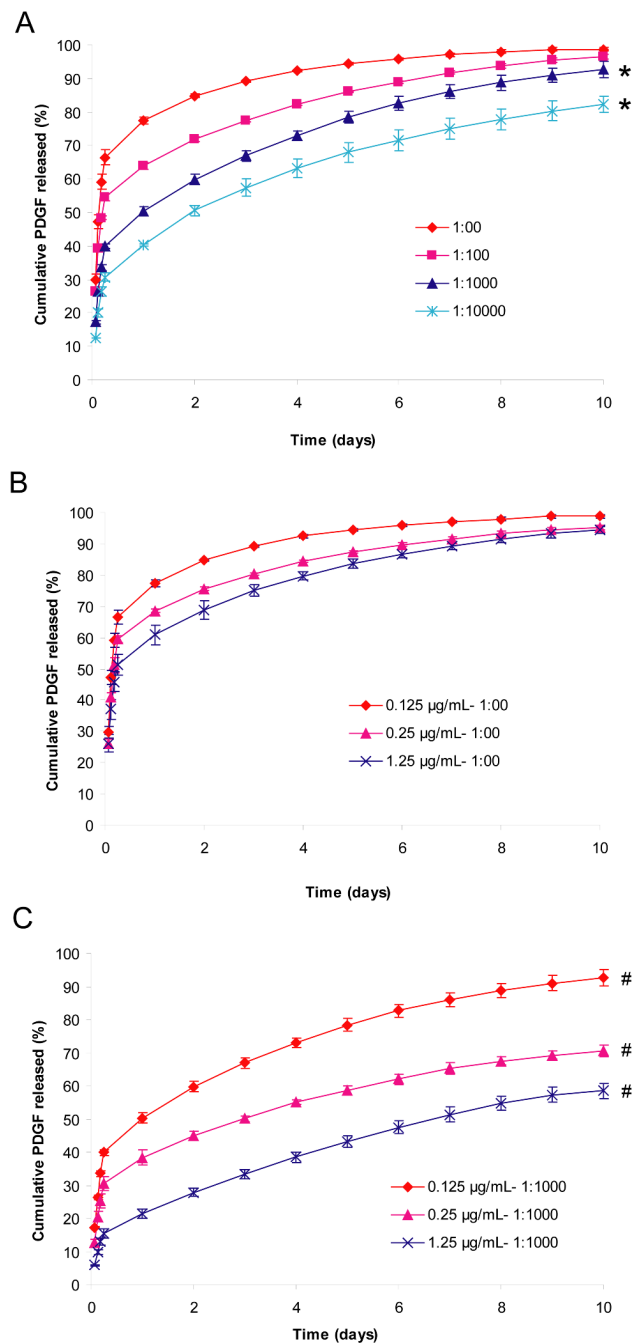 A
100
90
80
70
60
50
40
30
20
10
0
Cumulative PDGF released (%)
*
*
1:00
1:100
1:1000
1:10000
0 2 4 6 8 10
Time (days)
B
100
90
80
70
60
50
40
30
20
10
0
Cumulative PDGF released (%)
0.125 µg/mL- 1:00
0.25 µg/mL- 1:00
1.25 µg/mL- 1:00
0 2 4 6 8 10
Time (days)
C
100
90
80
70
60
50
40
30
20
10
0
Cumulative PDGF released (%)
#
#
#
0.125 µg/mL- 1:1000
0.25 µg/mL- 1:1000
1.25 µg/mL- 1:1000
0 2 4 6 8 10
Time (days)